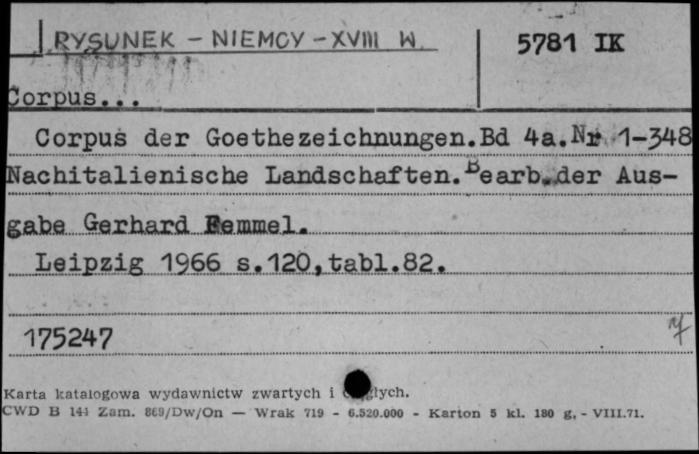 RYSUNEK - NIEMCY - XVIII W.
5781 IX
Corpus...
Corpus der Goethezeichnungen.Bd 4a.Nr 1-348
Nachitalienische Landschaften.Bearb.der Aus-
gabe Gerhard Femmel.
Leipzig 1966 s.120,tabl.82.
175247
Karta katalogowa wydawnictw zwartych i
CWD B 144 Zam. 869/Dw/On — Wrak 719 - 6.520.000 - Karton 5 kl. 180 g, - VIII.71.